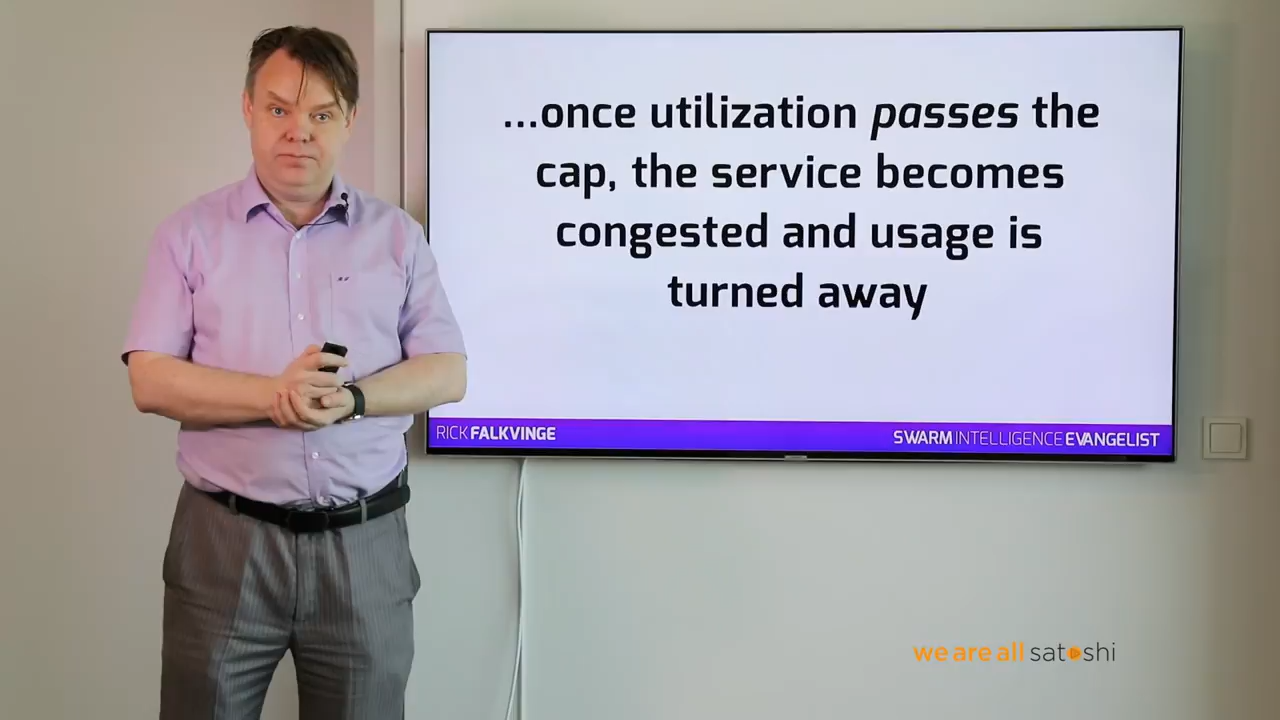 ...once utilization passes the
cap, the service becomes
congested and usage is
turned away
RICK FALKVINGE
SWARM INTELLIGENCE EVANGELIST
we are all satoshi